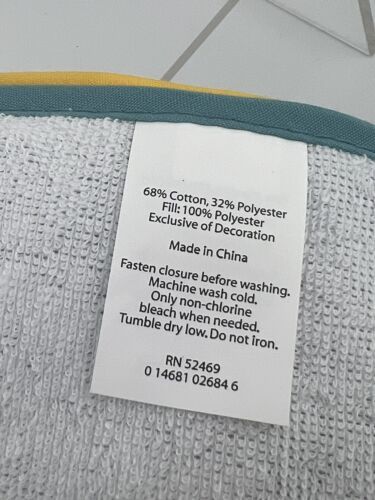 68% Cotton, 32% Polyester
Fill: 100% Polyester
Exclusive of Decoration
Made in China
Fasten closure before washing.
Machine wash cold.
Only non-chlorine
bleach when needed.
Tumble dry low. Do not iron.
RN 52469
0 14681 02684 6